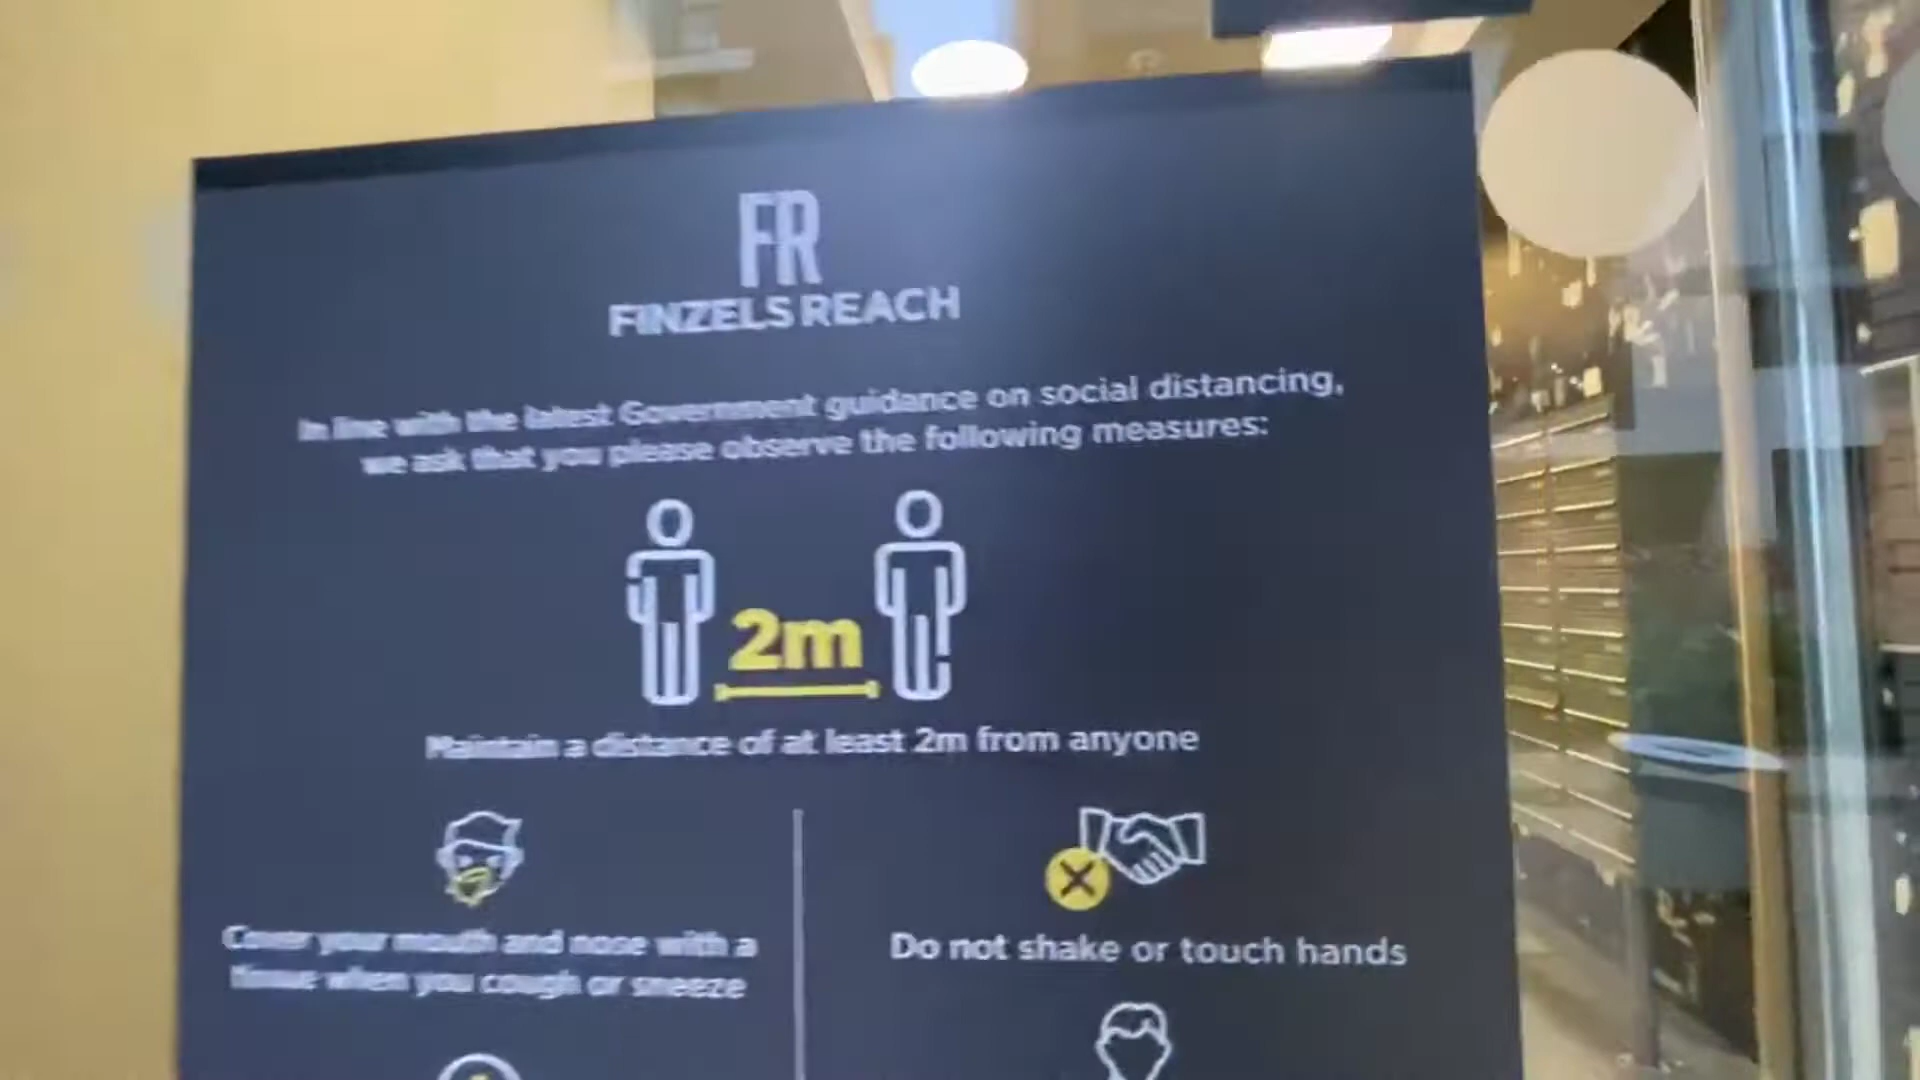 FR
FINZELS REACH
In line with the latest Government guidance on social distancing,
we ask that you please observe the following measures:
2m
Maintain a distance of at least 2m from anyone
Cover your mouth and nose with a
tissue when you cough or sneeze
Do not shake or touch hands